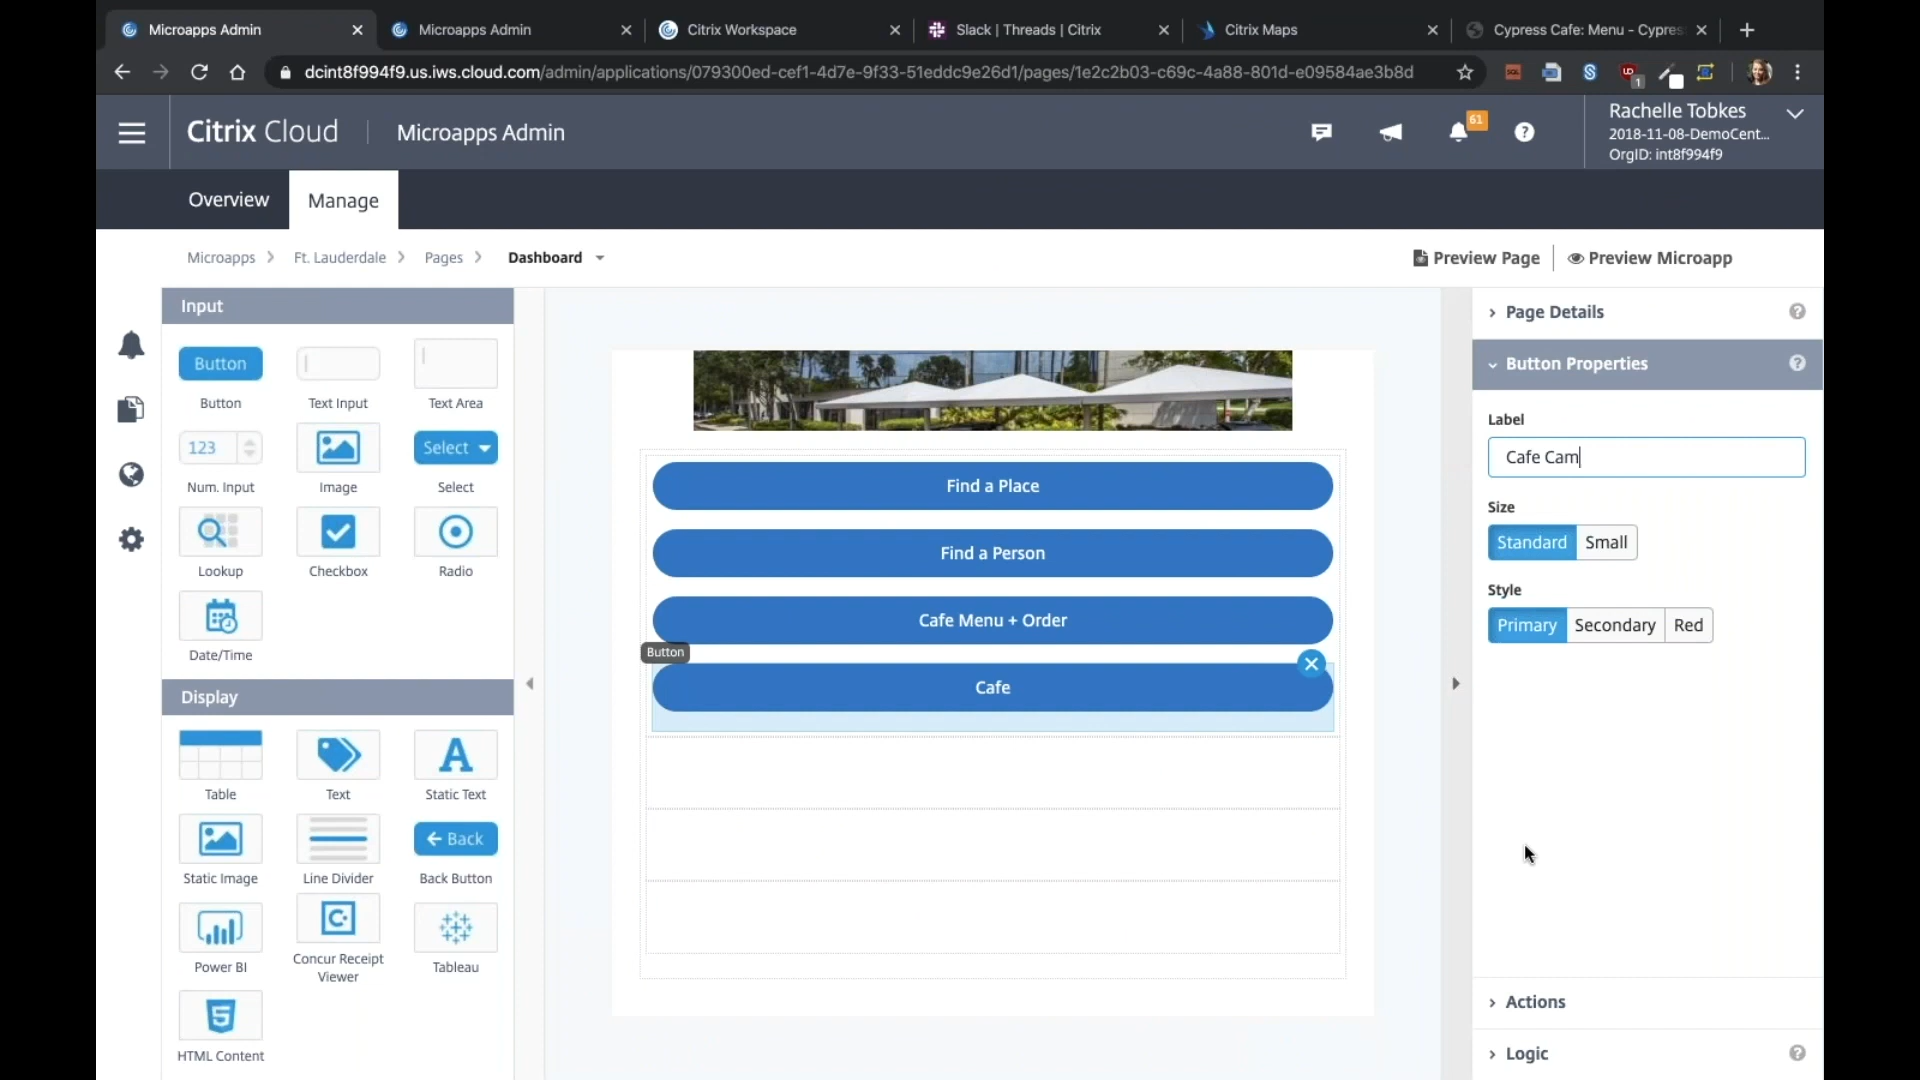 Microapps Admin
Microapps Admin
Citrix Workspace
Slack | Threads | Citrix
Citrix Maps
Cypress Cafe: Menu - Cypres
dcint8f994f9.us.iws.cloud.com/admin/applications/079300ed-cef1-4d7e-9f33-51eddc9e26d1/pages/1e2c2b03-c69c-4a88-801d-e09584ae3b8d
1
Citrix Cloud
Microapps Admin
61
Rachelle Tobkes
2018-11-08-DemoCent...
OrgID: int8f994f9
Overview
Manage
Microapps
Ft. Lauderdale
Pages
Dashboard
Preview Page
Preview Microapp
Input
Button
Button
Text Input
Text Area
123
Select
Num. Input
Image
Select
Lookup
Checkbox
Radio
Date/Time
Display
Table
Text
A
Static Text
Back
Static Image
Line Divider
Back Button
Power BI
Concur Receipt
Viewer
Tableau
HTML Content
Find a Place
Find a Person
Cafe Menu + Order
Button
Cafe
Page Details
Button Properties
Label
Cafe Cam
Size
Standard
Small
Style
Primary
Secondary
Red
Actions
Logic